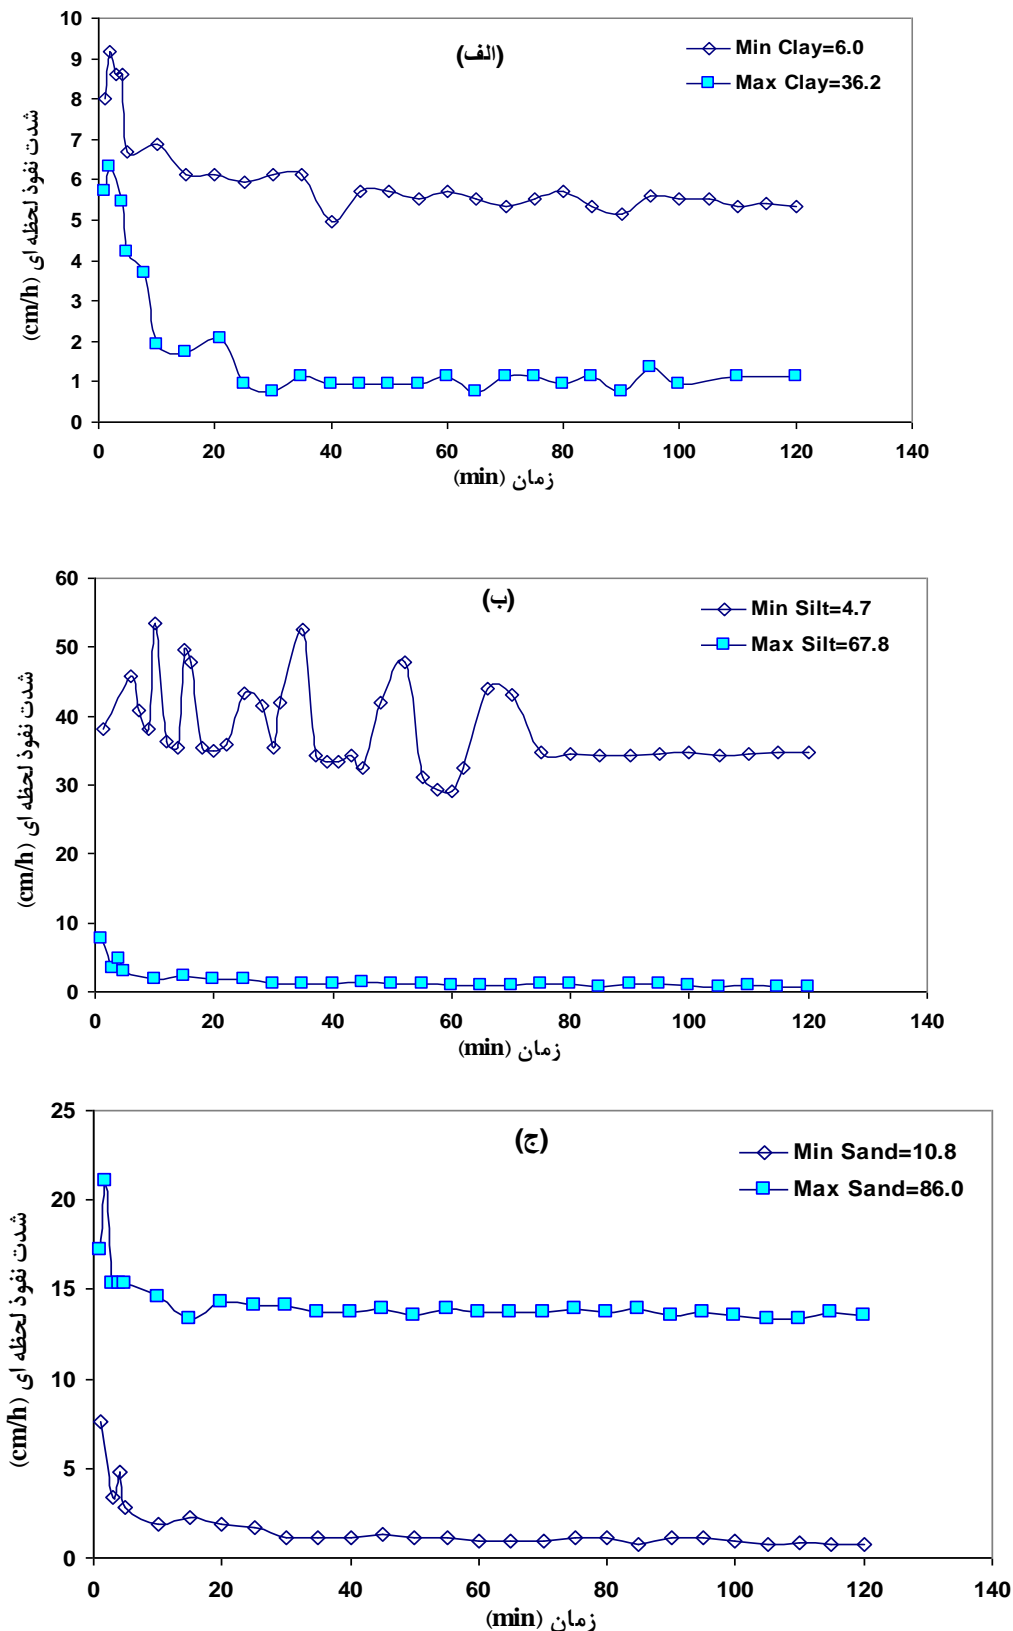 (الف)
Min Clay=6.0
Max Clay=36.2
10
9
8
7
6
5
4
3
2
1
0
شدت نفوذ لحظه ای (cm/h)
0 20 40 60 80 100 120 140
زمان (min)
(ب)
Min Silt=4.7
Max Silt=67.8
60
50
40
30
20
10
0
شدت نفوذ لحظه ای (cm/h)
0 20 40 60 80 100 120 140
زمان (min)
(ج)
Min Sand=10.8
Max Sand=86.0
25
20
15
10
5
0
شدت نفوذ لحظه ای (cm/h)
0 20 40 60 80 100 120 140
زمان (min)